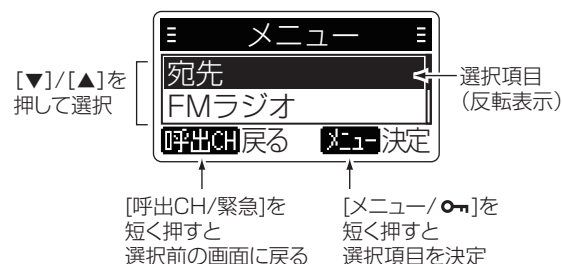 メニュー
[▼]/[▲]を
押して選択
宛先
FMラジオ
選択項目
（反転表示）
呼出CH 戻る メニュー 決定
[呼出CH/緊急]を
短く押すと
選択前の画面に戻る
[メニュー/ ]を
短く押すと
選択項目を決定